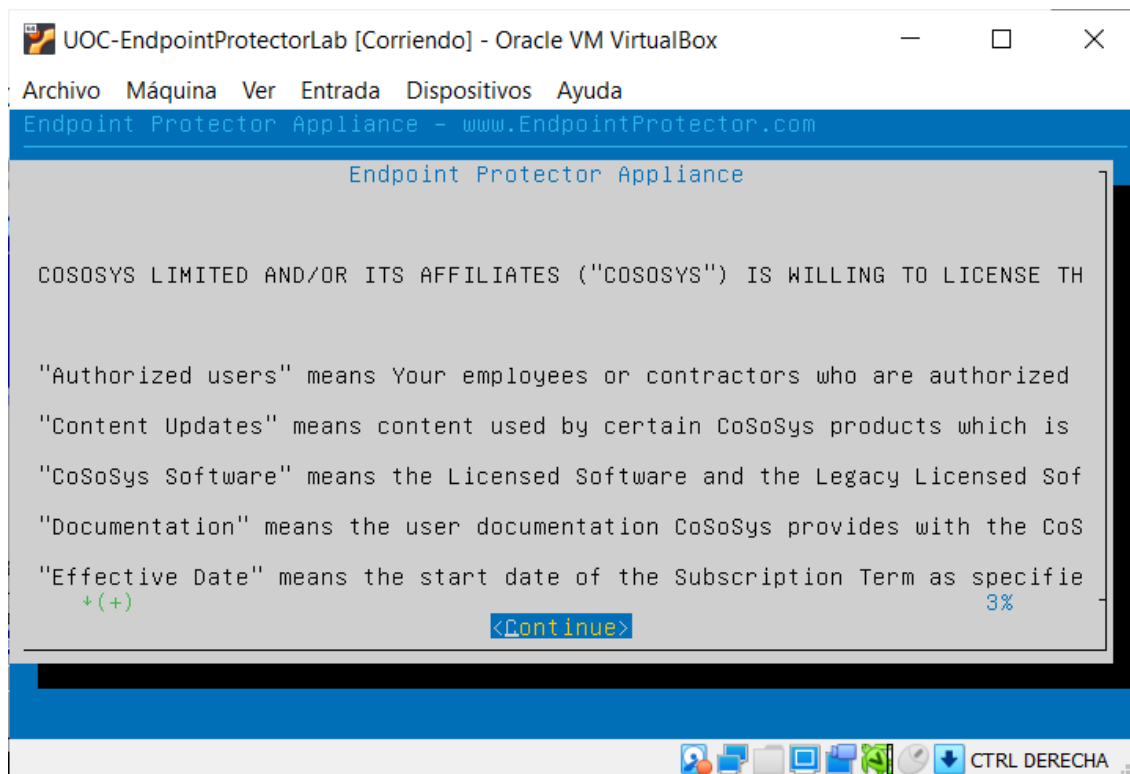 UOC-EndpointProtectorLab [Corriendo] - Oracle VM VirtualBox
Archivo Máquina Ver Entrada Dispositivos Ayuda
Endpoint Protector Appliance - www.EndpointProtector.com
Endpoint Protector Appliance
COSOSYS LIMITED AND/OR ITS AFFILIATES ("COSOSYS") IS WILLING TO LICENSE TH
"Authorized users" means Your employees or contractors who are authorized
"Content Updates" means content used by certain CoSoSys products which is
"CoSoSys Software" means the Licensed Software and the Legacy Licensed Sof
"Documentation" means the user documentation CoSoSys provides with the CoS
"Effective Date" means the start date of the Subscription Term as specifie
↓(+) 3%
<Continue>
CTRL DERECHA